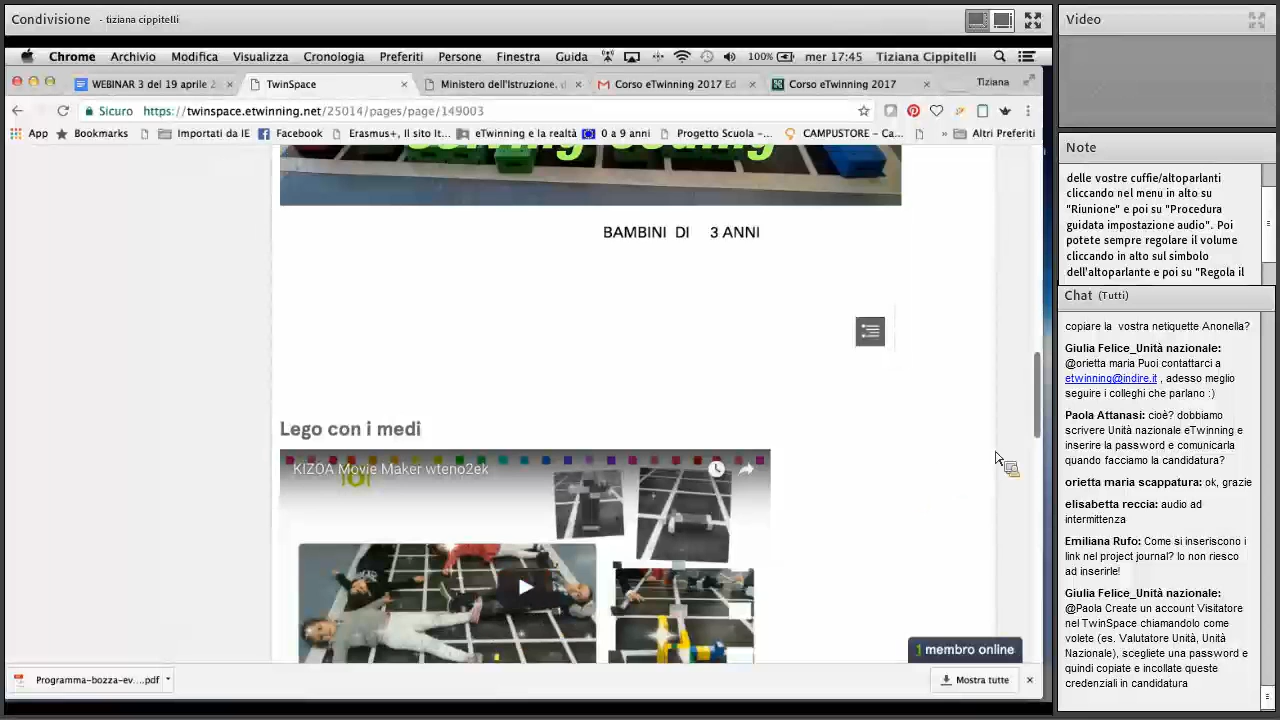 Condivisione - tiziana cippitelli
Chrome Archivio Modifica Visualizza Cronologia Preferiti Persone Finestra Guida 100% mer 17:45 Tiziana Cippitelli
WEBINAR 3 del 19 aprile 2 TwinSpace Ministero dell'Istruzione, d Corso eTwinning 2017 Ed Corso eTwinning 2017 Tiziana
Sicuro https://twinspace.etwinning.net/25014/pages/page/149003
App Bookmarks Importati da IE Facebook Erasmus+, Il sito It... eTwinning e la realtà 0 a 9 anni Progetto Scuola –... CAMPUSTORE – Ca... » Altri Preferiti
BAMBINI DI 3 ANNI
Lego con i medi
KIZOA Movie Maker wteno2ek
1 membro online
Programma-bozza-ev....pdf Mostra tutte
Video
Note
delle vostre cuffie/altoparlanti
cliccando nel menu in alto su
"Riunione" e poi su "Procedura
guidata impostazione audio". Poi
potete sempre regolare il volume
cliccando in alto sul simbolo
dell'altoparlante e poi su "Regola il
Chat (Tutti)
copiare la vostra netiquette Anonella?
Giulia Felice_Unità nazionale:
@orietta maria Puoi contattarci a
etwinning@indire.it , adesso meglio
seguire i colleghi che parlano :)
Paola Attanasi: cioè? dobbiamo
scrivere Unità nazionale eTwinning e
inserire la password e comunicarla
quando facciamo la candidatura?
orietta maria scappatura: ok, grazie
elisabetta reccia: audio ad
intermittenza
Emiliana Rufo: Come si inseriscono i
link nel project journal? Io non riesco
ad inserirle!
Giulia Felice_Unità nazionale:
@Paola Create un account Visitatore
nel TwinSpace chiamandolo come
volete (es. Valutatore Unità, Unità
Nazionale), scegliete una password e
quindi copiate e incollate queste
credenziali in candidatura